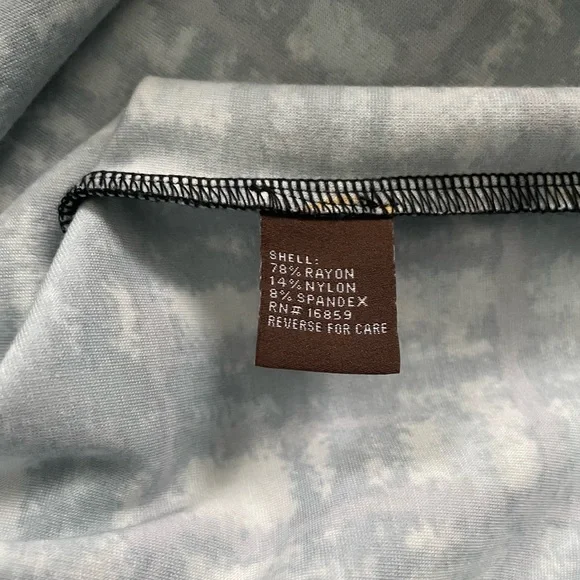 SHELL:
78% RAYON
14% NYLON
8% SPANDEX
RN# 16859
REVERSE FOR CARE